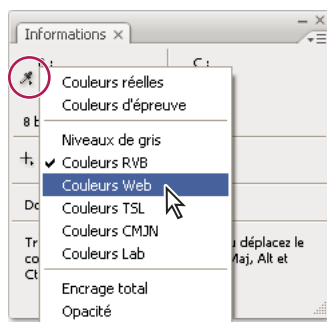 Informations ×
C :
Couleurs réelles
Couleurs d'épreuve
8 b
Niveaux de gris
Couleurs RVB
Couleurs Web
Couleurs TSL
Do
Couleurs CMJN
Tr
déplacez le
Couleurs Lab
co
Maj, Alt et
Ct
Encrage total
Opacité